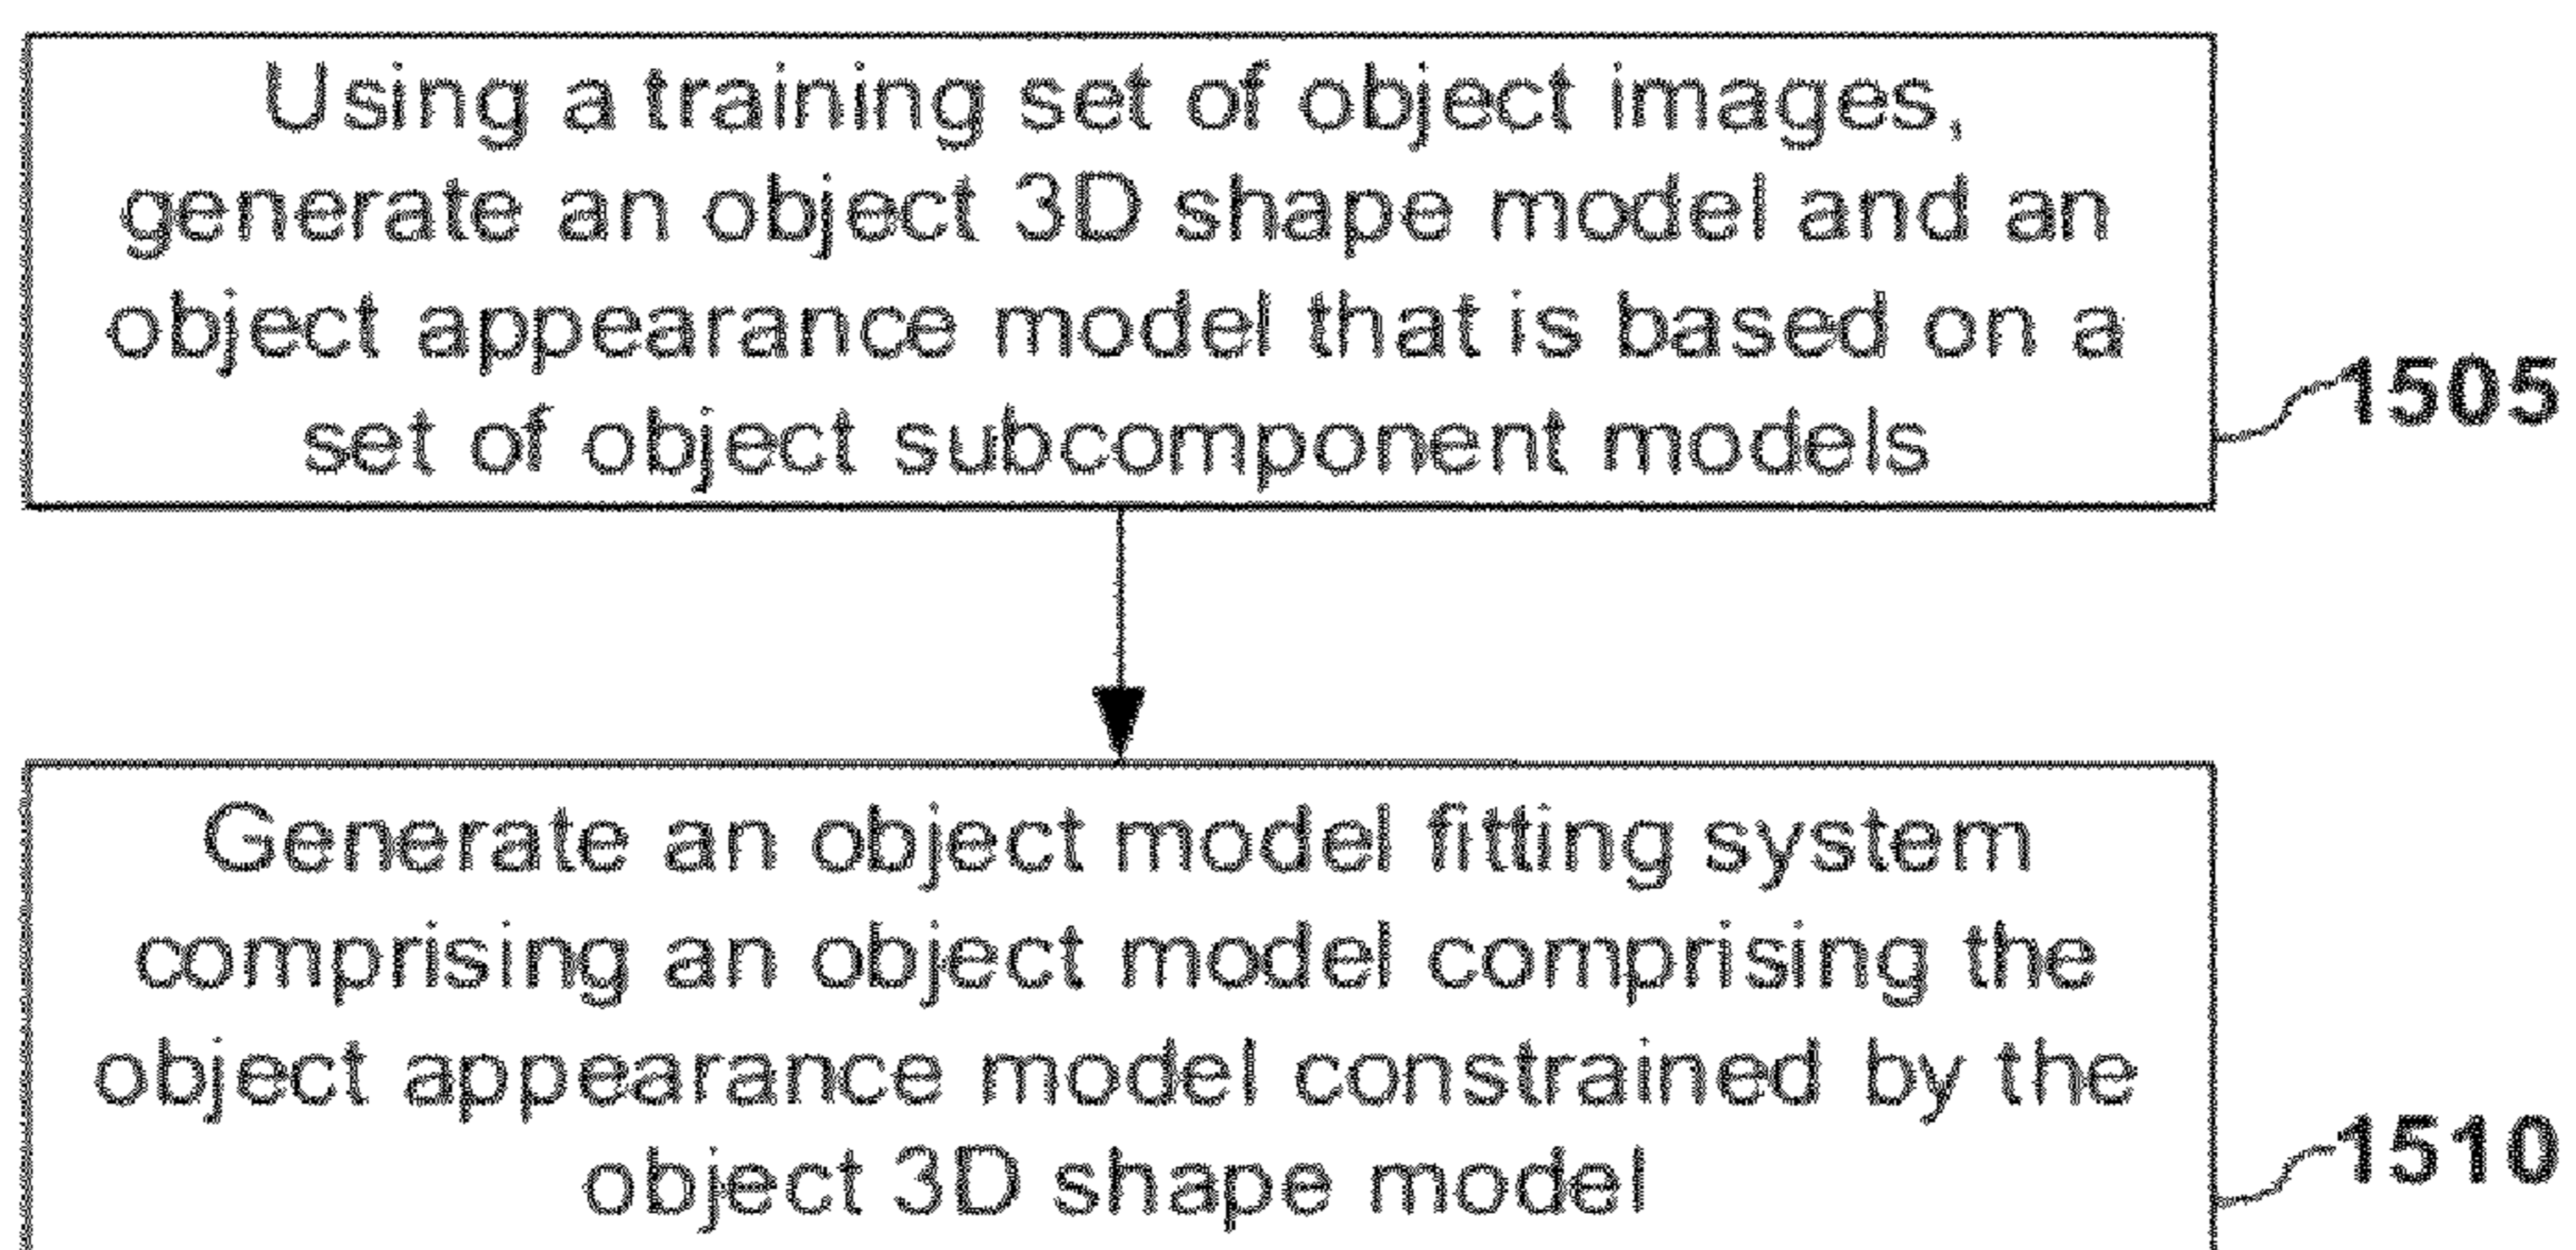 Using a training set of object images,
generate an object 3D shape model and an
object appearance model that is based on a
set of object subcomponent models
1505
Generate an object model fitting system
comprising an object model comprising the
object appearance model constrained by the
object 3D shape model
1510